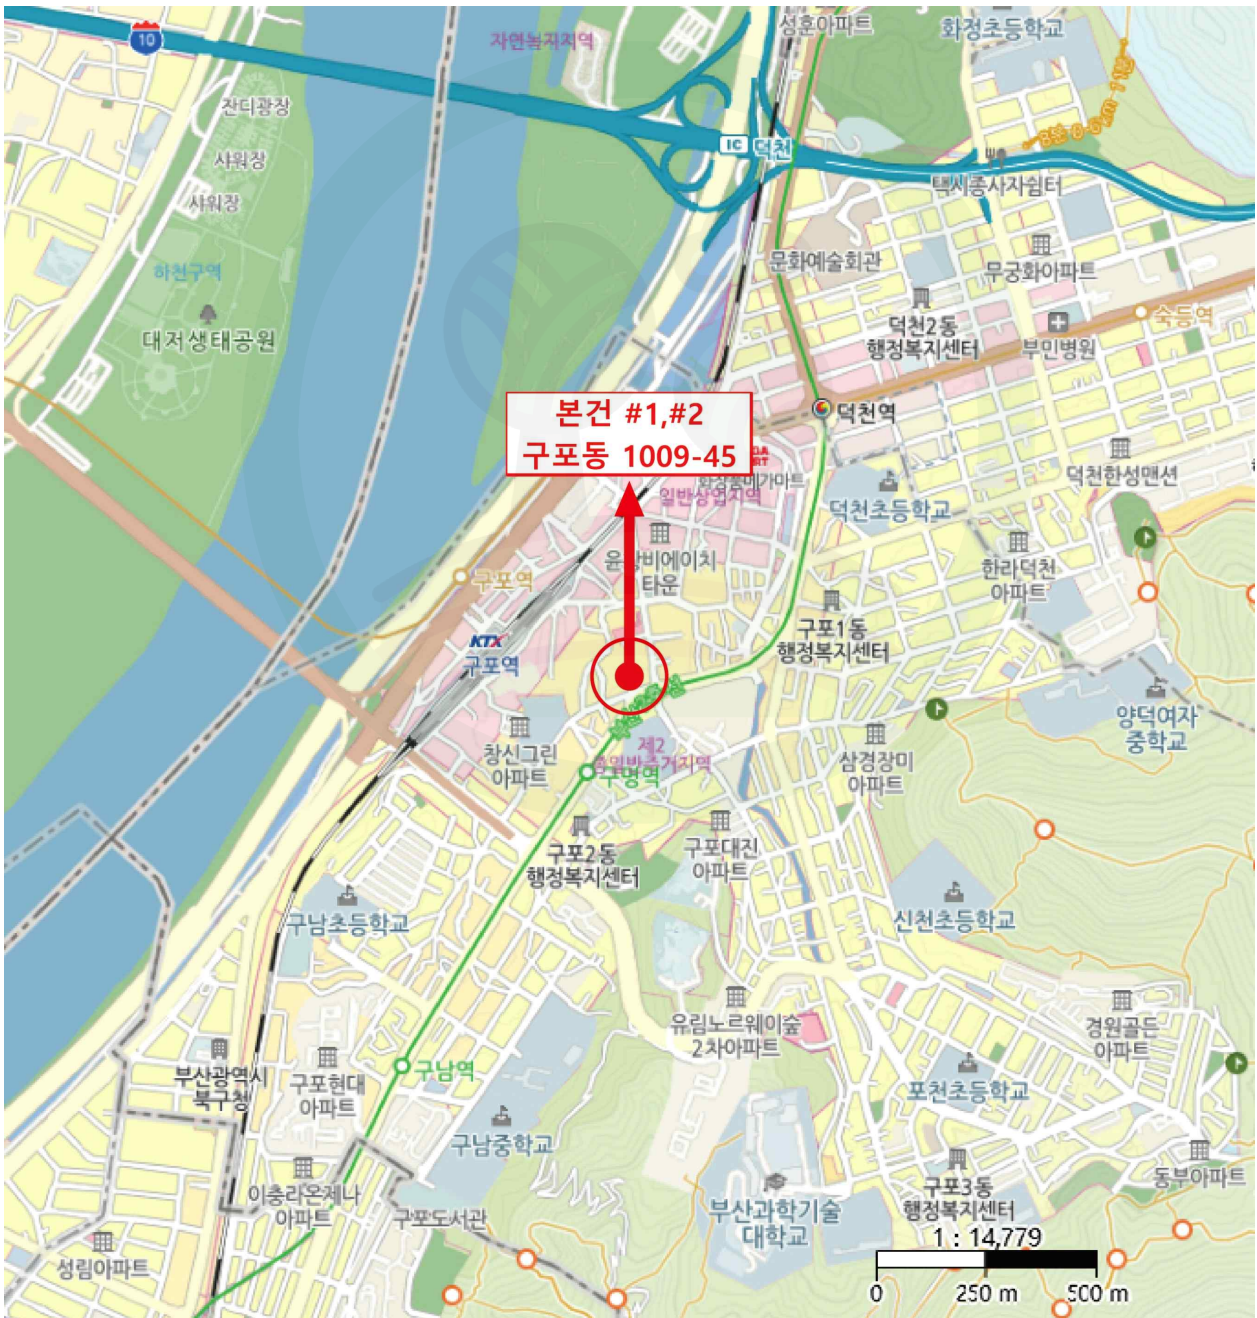 성훈아파트
화정초등학교
10
자연녹지지역
잔디광장
IC 덕천
샤워장
택시종사자쉼터
샤워장
문화예술회관
무궁화아파트
하천구역
숙등역
대저생태공원
덕천2동
행정복지센터
부민병원
본건 #1,#2
구포동 1009-45
덕천역
덕천한성맨션
화장품메가마트
일반상업지역
덕천초등학교
타운
한라덕천
아파트
구포역
KTX
구포역
구포1동
행정복지센터
양덕여자
중학교
창신그린
아파트
제2
구명역
삼경장미
아파트
구포2동
행정복지센터
구포대진
아파트
구남초등학교
신천초등학교
유림노르웨이숲
2차아파트
경원골든
아파트
부산광역시
북구청
구포현대
아파트
구남역
포천초등학교
구남중학교
동부아파트
이충라온제나
아파트
구포도서관
부산과학기술
대학교
구포3동
행정복지센터
성림아파트
1 : 14,779
0 250 m 500 m